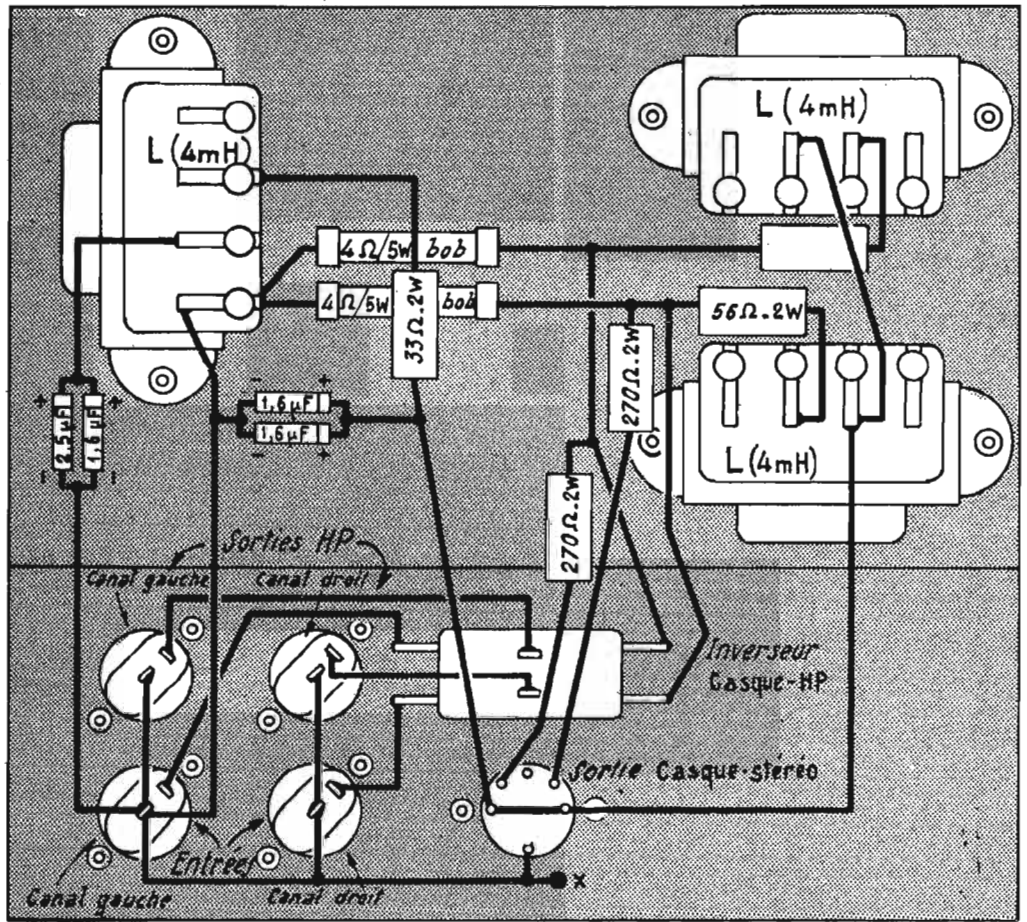 L (4mH)
L (4mH)
4Ω/5W bob
4Ω/5W bob
33Ω.2W
56Ω.2W
270Ω.2W
L (4mH)
- +
1,6µF
1,6µF
- +
+ +
2,5µF
1,6µF
- -
270Ω.2W
Sorties HP
Canal gauche
Canal droit
Inverseur
Casque-HP
Sortie Casque-stéréo
Entrées
x
Canal gauche
Canal droit